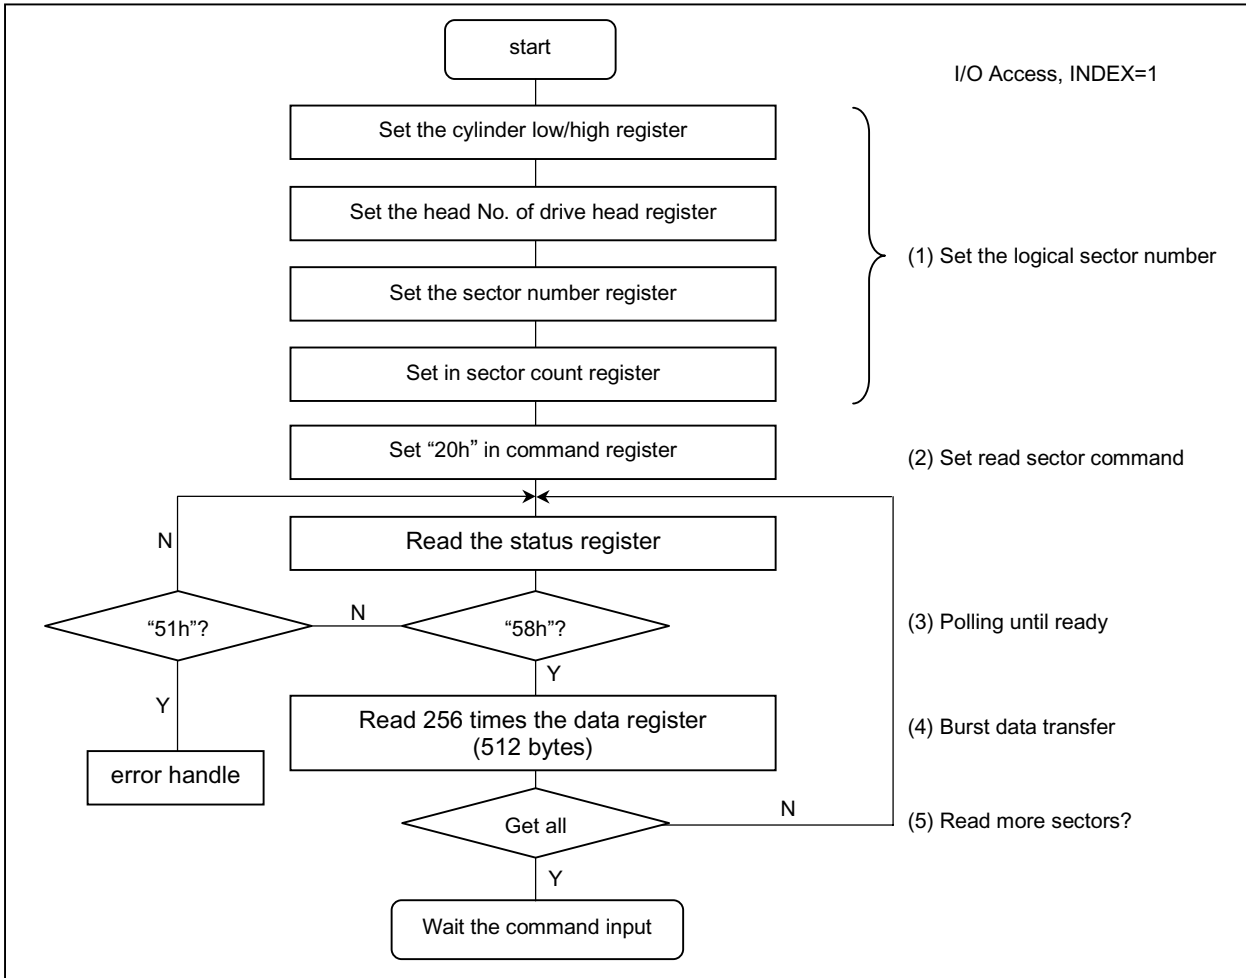 start
I/O Access, INDEX=1
Set the cylinder low/high register
Set the head No. of drive head register
(1) Set the logical sector number
Set the sector number register
Set in sector count register
Set “20h” in command register
(2) Set read sector command
N
Read the status register
“51h”?
N
“58h”?
(3) Polling until ready
Y
Y
Read 256 times the data register
(512 bytes)
(4) Burst data transfer
error handle
Get all
N
(5) Read more sectors?
Y
Wait the command input